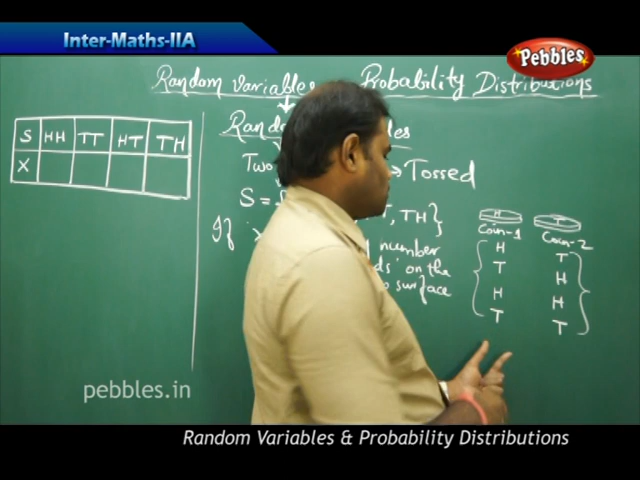 Inter-Maths-IIA
Pebbles
Random Variables Probability Distributions
Random
Two → Tossed
S = TH}
If number
on the
surface
S HH TT HT TH
X
H T
Coin-1 Coin-2
H T
T H
H H
T T
pebbles.in
Random Variables & Probability Distributions